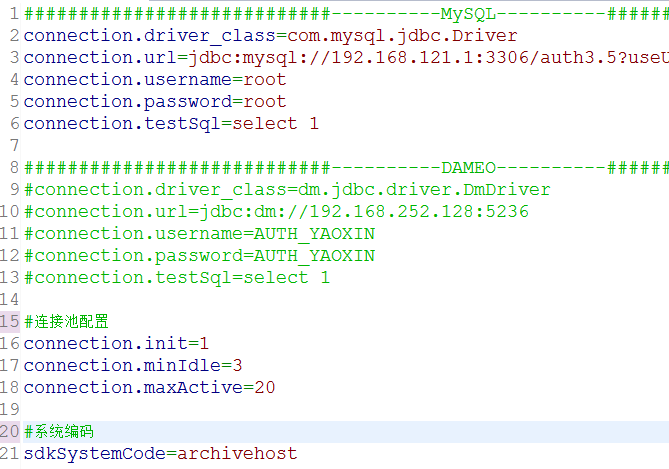 1 ############################----------MySQL----------######
2 connection.driver_class=com.mysql.jdbc.Driver
3 connection.url=jdbc:mysql://192.168.121.1:3306/auth3.5?useU
4 connection.username=root
5 connection.password=root
6 connection.testSql=select 1
7
8 ############################----------DAMEO----------######
9 #connection.driver_class=dm.jdbc.driver.DmDriver
10 #connection.url=jdbc:dm://192.168.252.128:5236
11 #connection.username=AUTH_YAOXIN
12 #connection.password=AUTH_YAOXIN
13 #connection.testSql=select 1
14
15 #连接池配置
16 connection.init=1
17 connection.minIdle=3
18 connection.maxActive=20
19
20 #系统编码
21 sdkSystemCode=archivehost